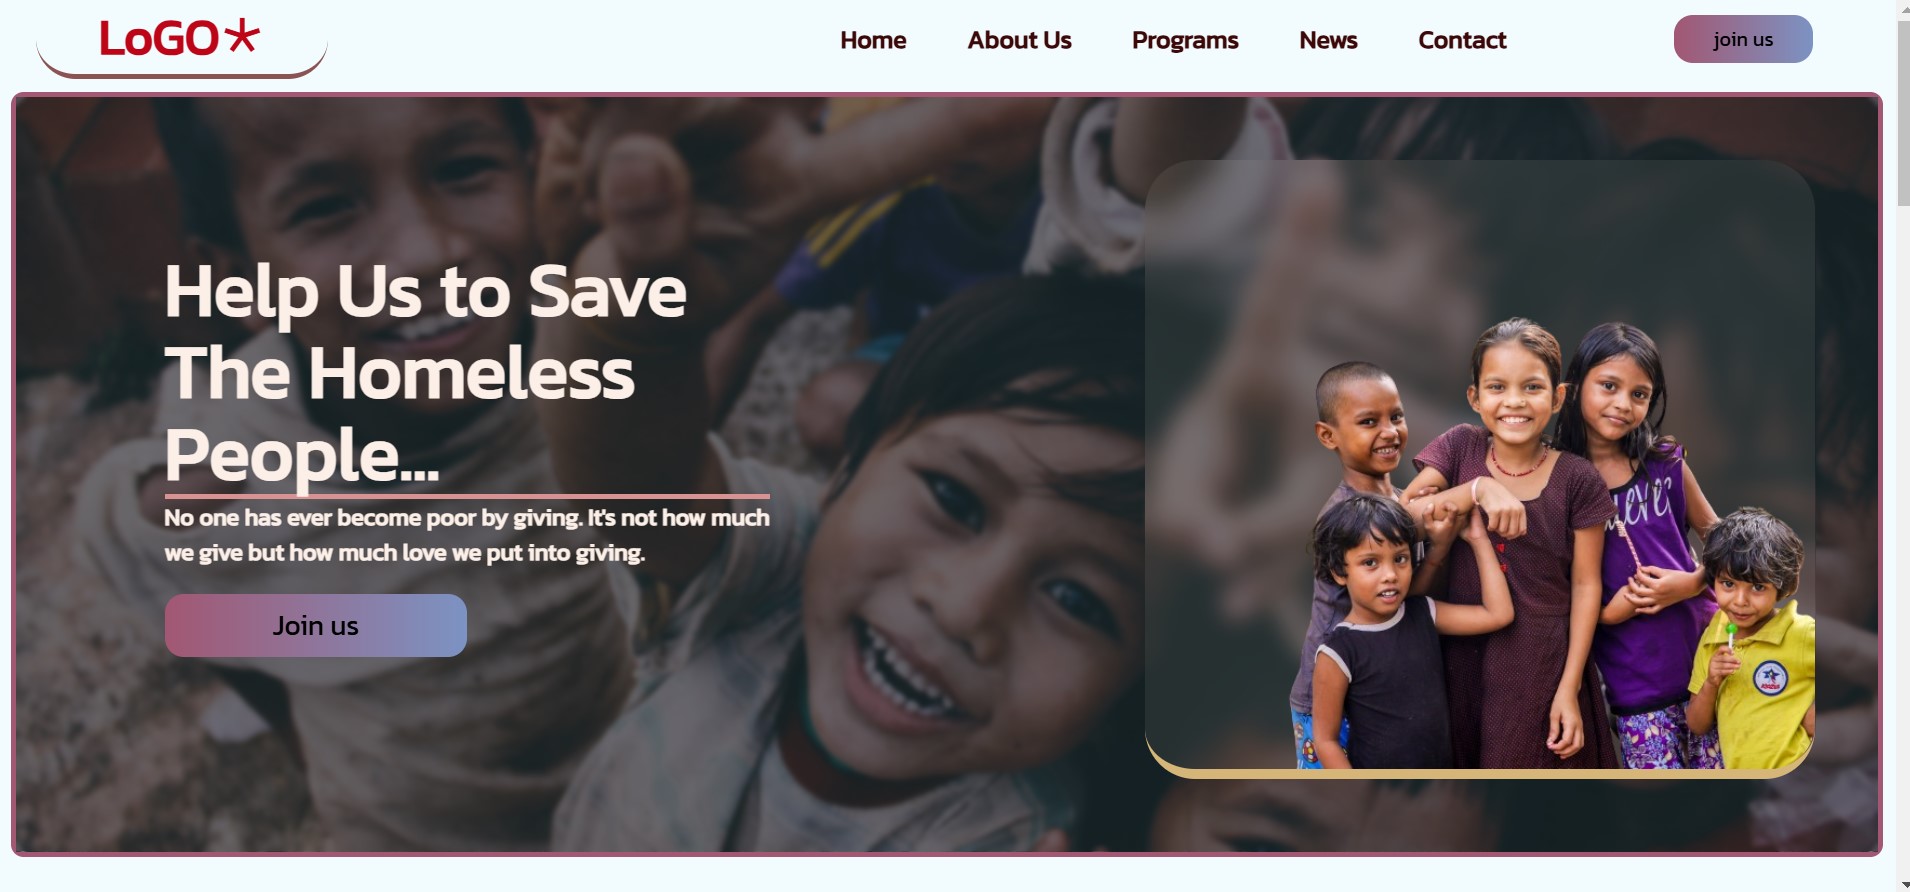 LoGO*
Home About Us Programs News Contact
join us
Help Us to Save
The Homeless
People...
No one has ever become poor by giving. It's not how much
we give but how much love we put into giving.
Join us